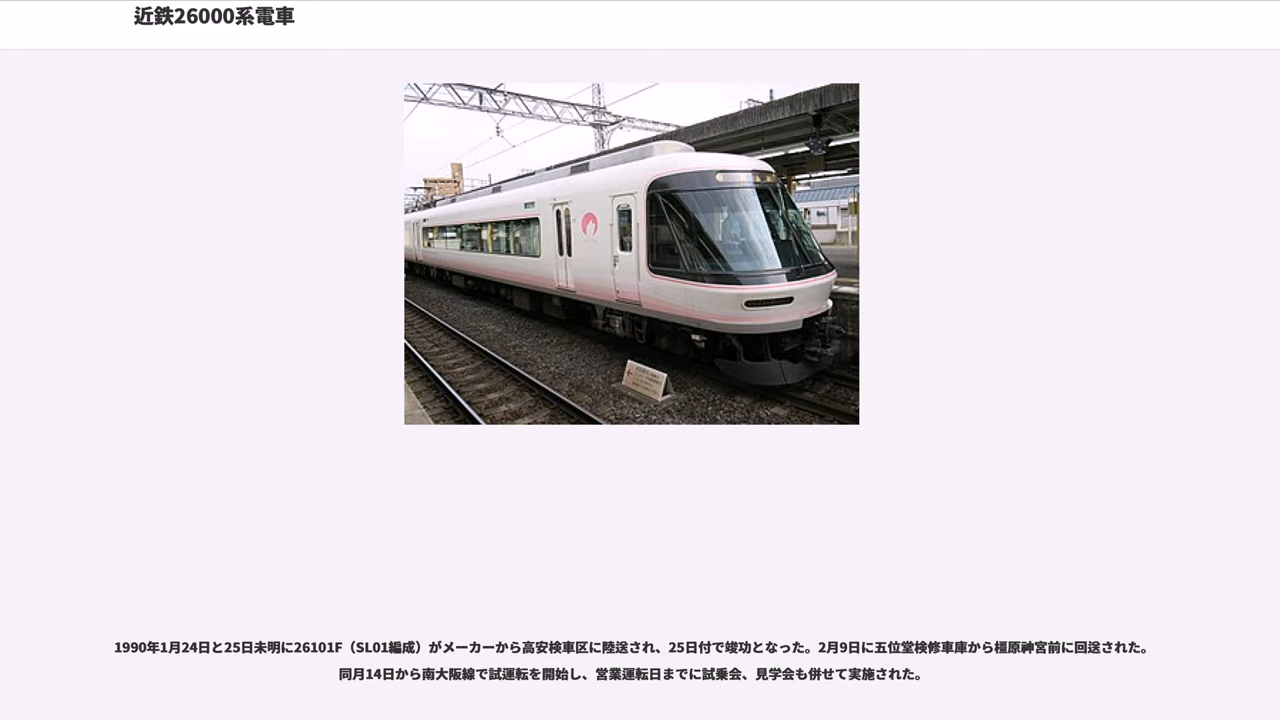 近鉄26000系電車
1990年1月24日と25日未明に26101F（SL01編成）がメーカーから高安検車区に陸送され、25日付で竣功となった。2月9日に五位堂検修車庫から橿原神宮前に回送された。
同月14日から南大阪線で試運転を開始し、営業運転日までに試乗会、見学会も併せて実施された。